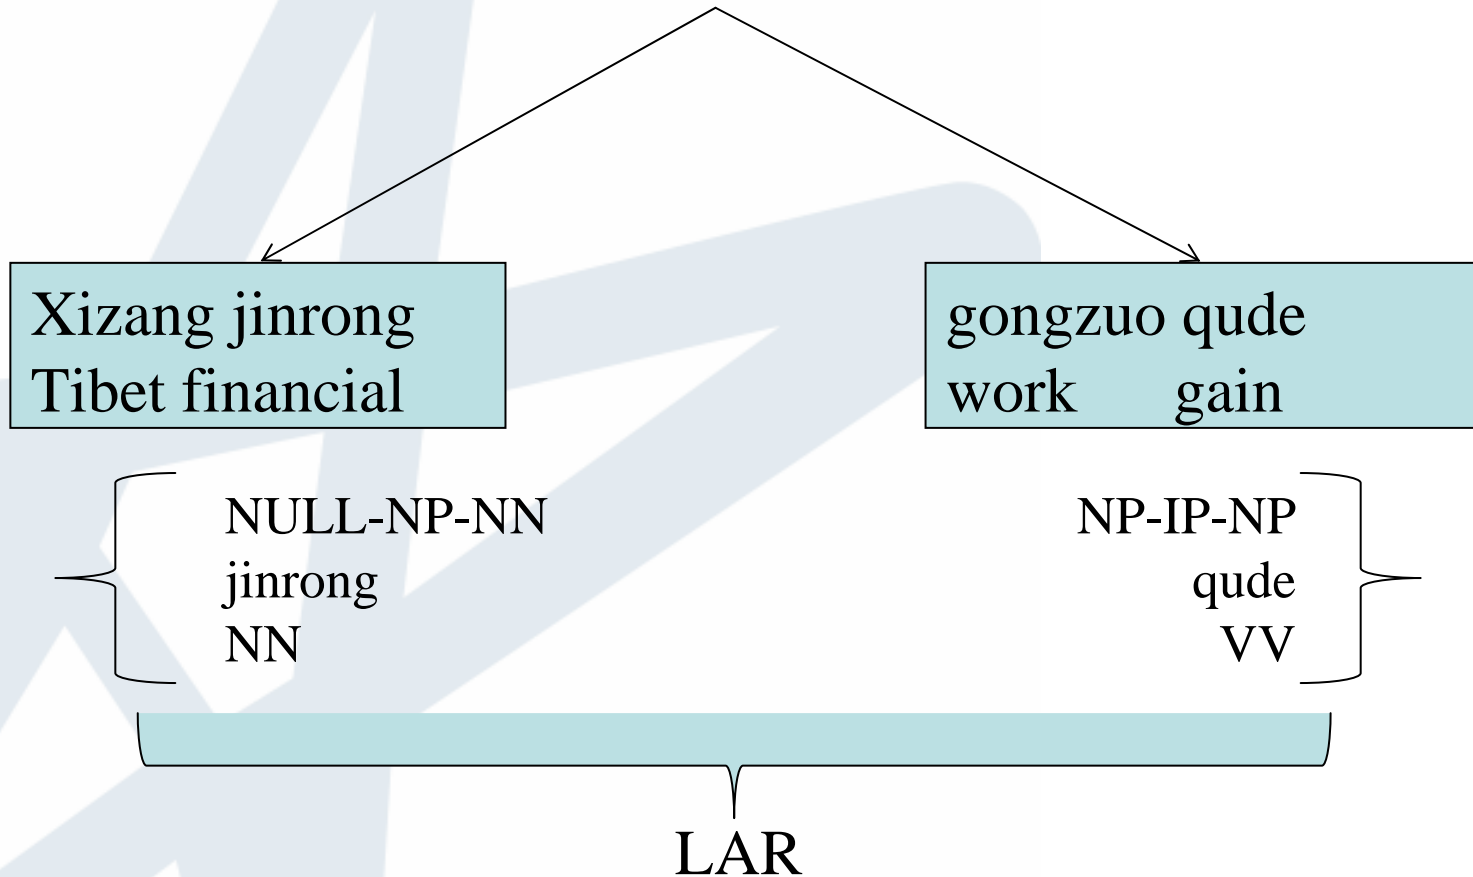 Xizang jinrong
Tibet financial
gongzuo qude
work gain
NULL-NP-NN
jinrong
NN
NP-IP-NP
qude
VV
LAR